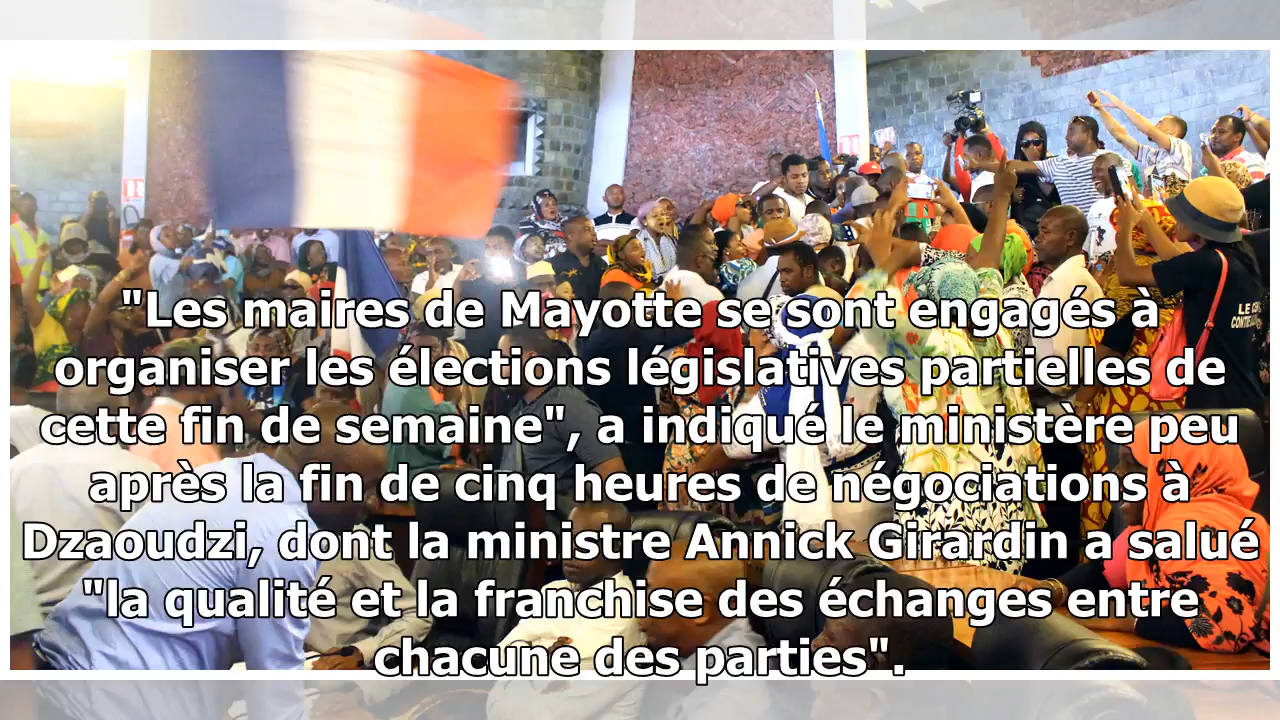 "Les maires de Mayotte se sont engagés à
organiser les élections législatives partielles de
cette fin de semaine", a indiqué le ministère peu
après la fin de cinq heures de négociations à
Dzaoudzi, dont la ministre Annick Girardin a salué
"la qualité et la franchise des échanges entre
chacune des parties".